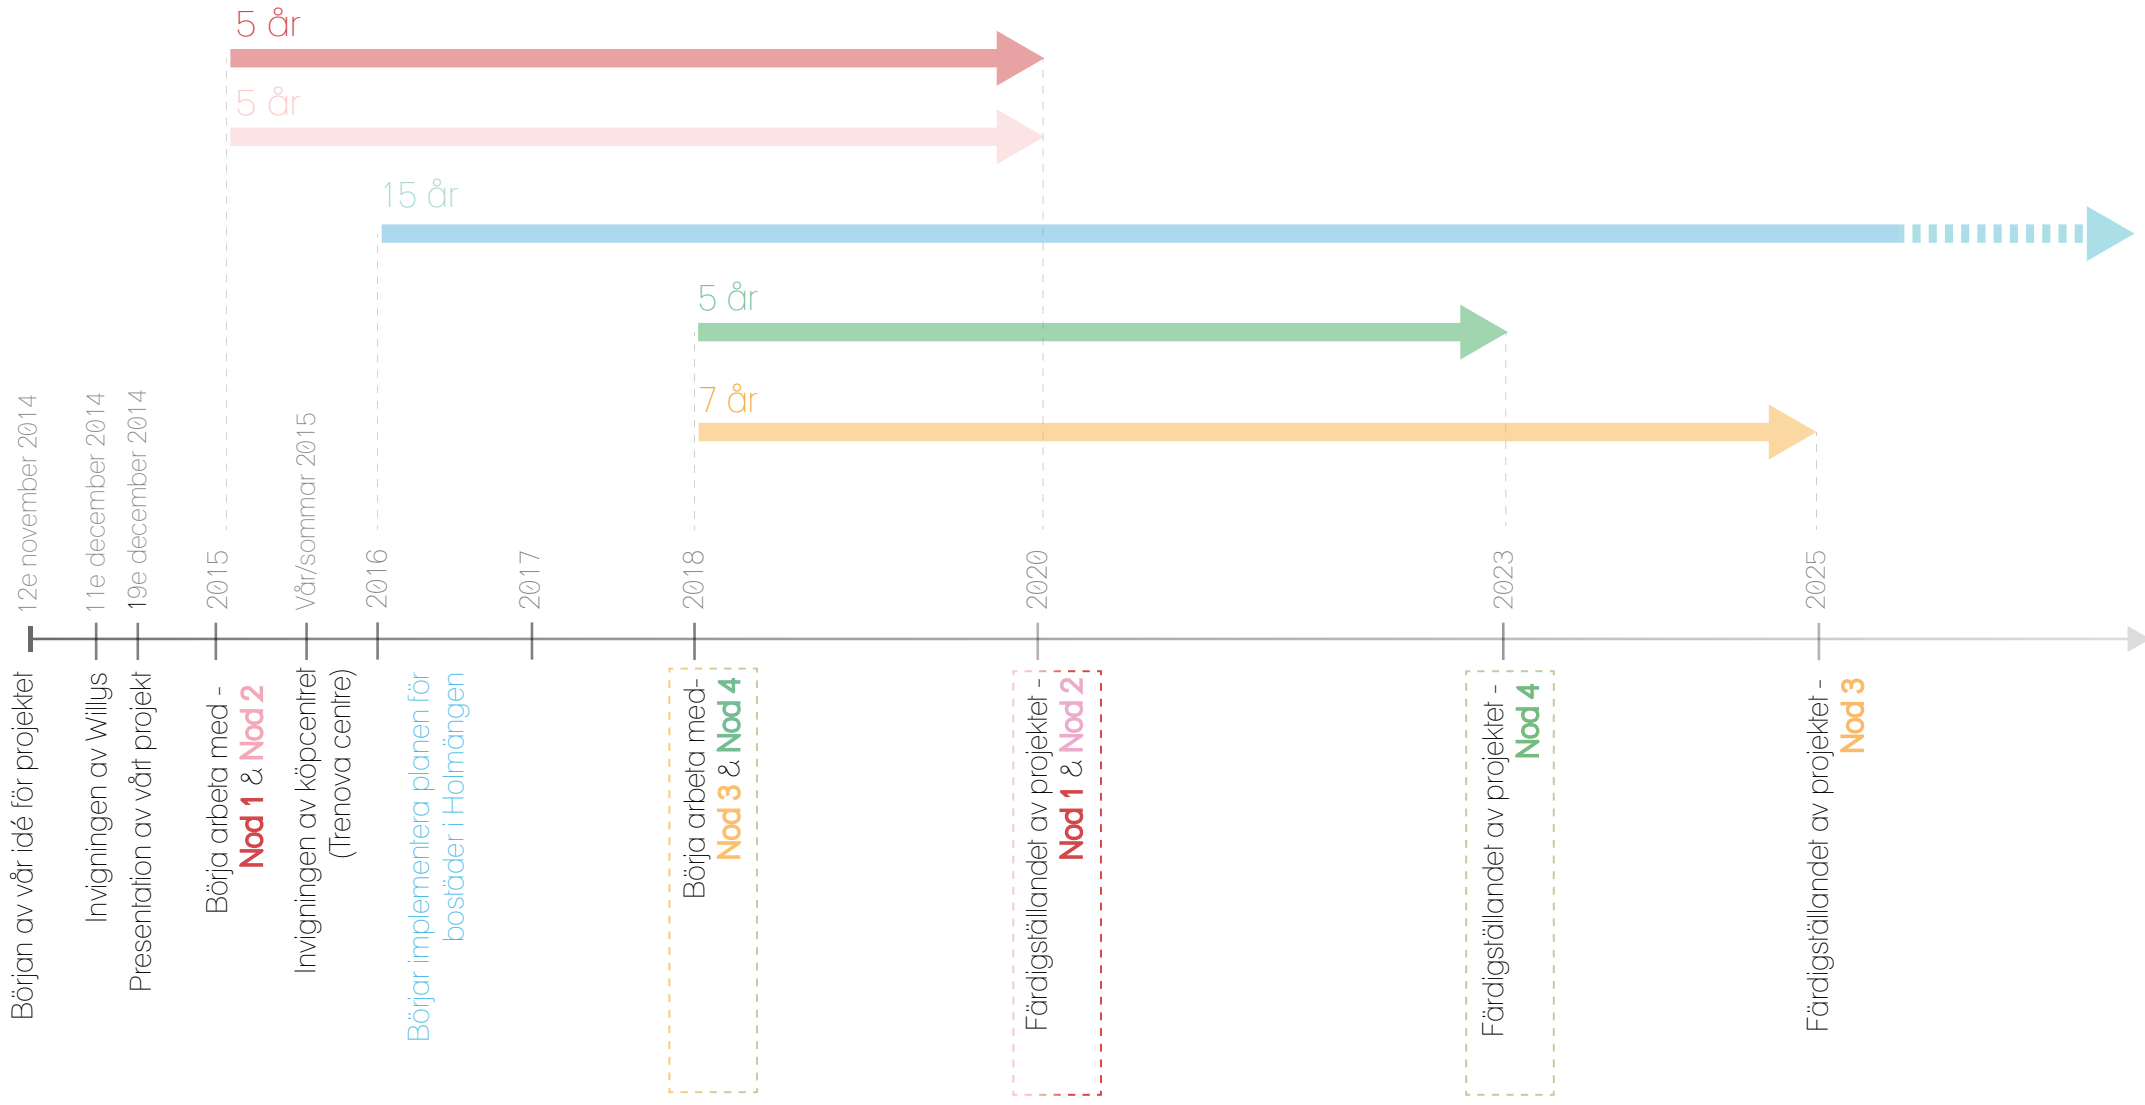 5 år
5 år
15 år
5 år
7 år
12e november 2014
11e december 2014
19e december 2014
2015
Vår/sommar 2015
2016
2017
2018
2020
2023
2025
Början av vår idé för projektet
Invigningen av Willys
Presentation av vårt projekt
Börja arbeta med -
Nod 1 & Nod 2
Invigningen av köpcentret
(Trenova centre)
Börjar implementera planen för
bostäder i Holmängen
Börja arbeta med-
Nod 3 & Nod 4
Färdigställandet av projektet -
Nod 1 & Nod 2
Färdigställandet av projektet -
Nod 4
Färdigställandet av projektet -
Nod 3